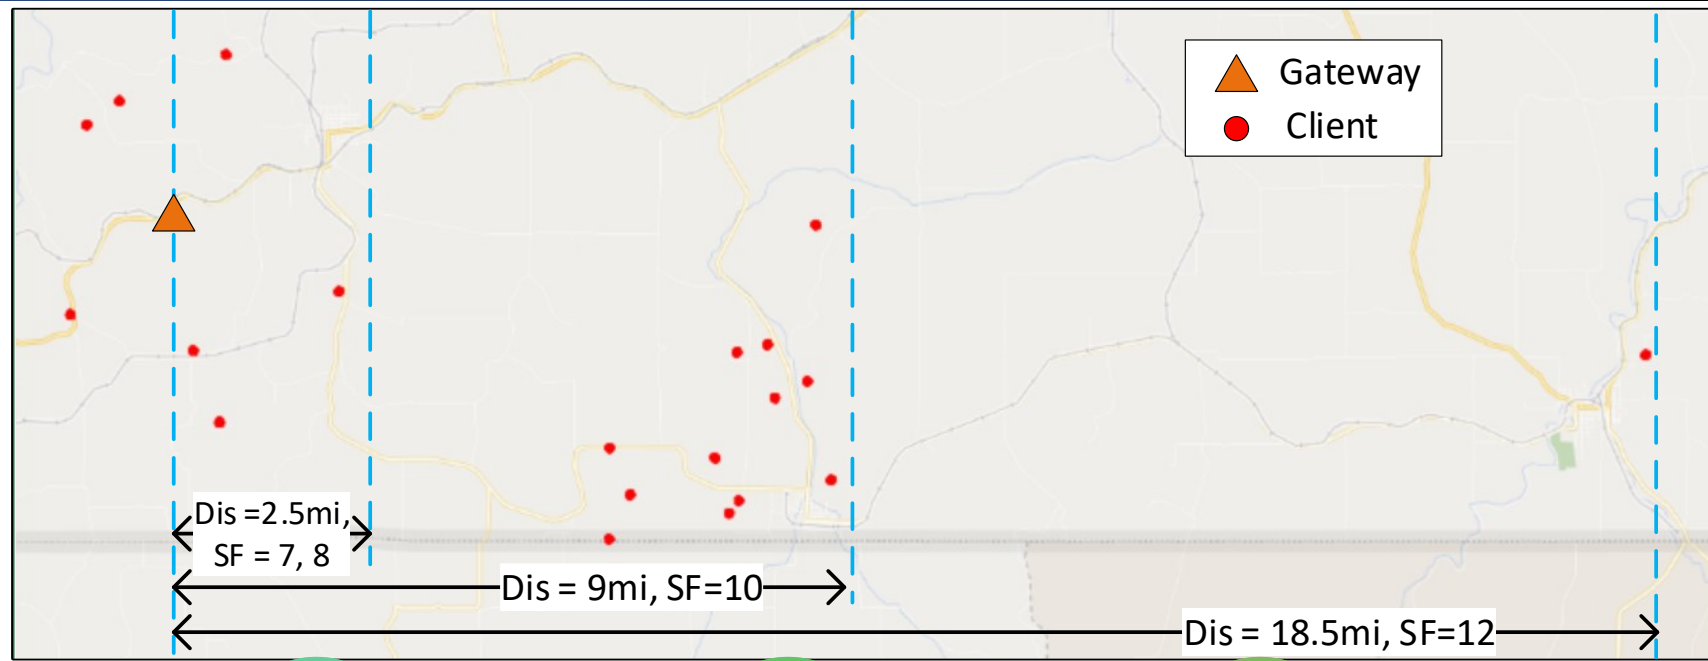 Gateway
Client
Dis =2.5mi,
SF = 7, 8
Dis = 9mi, SF=10
Dis = 18.5mi, SF=12